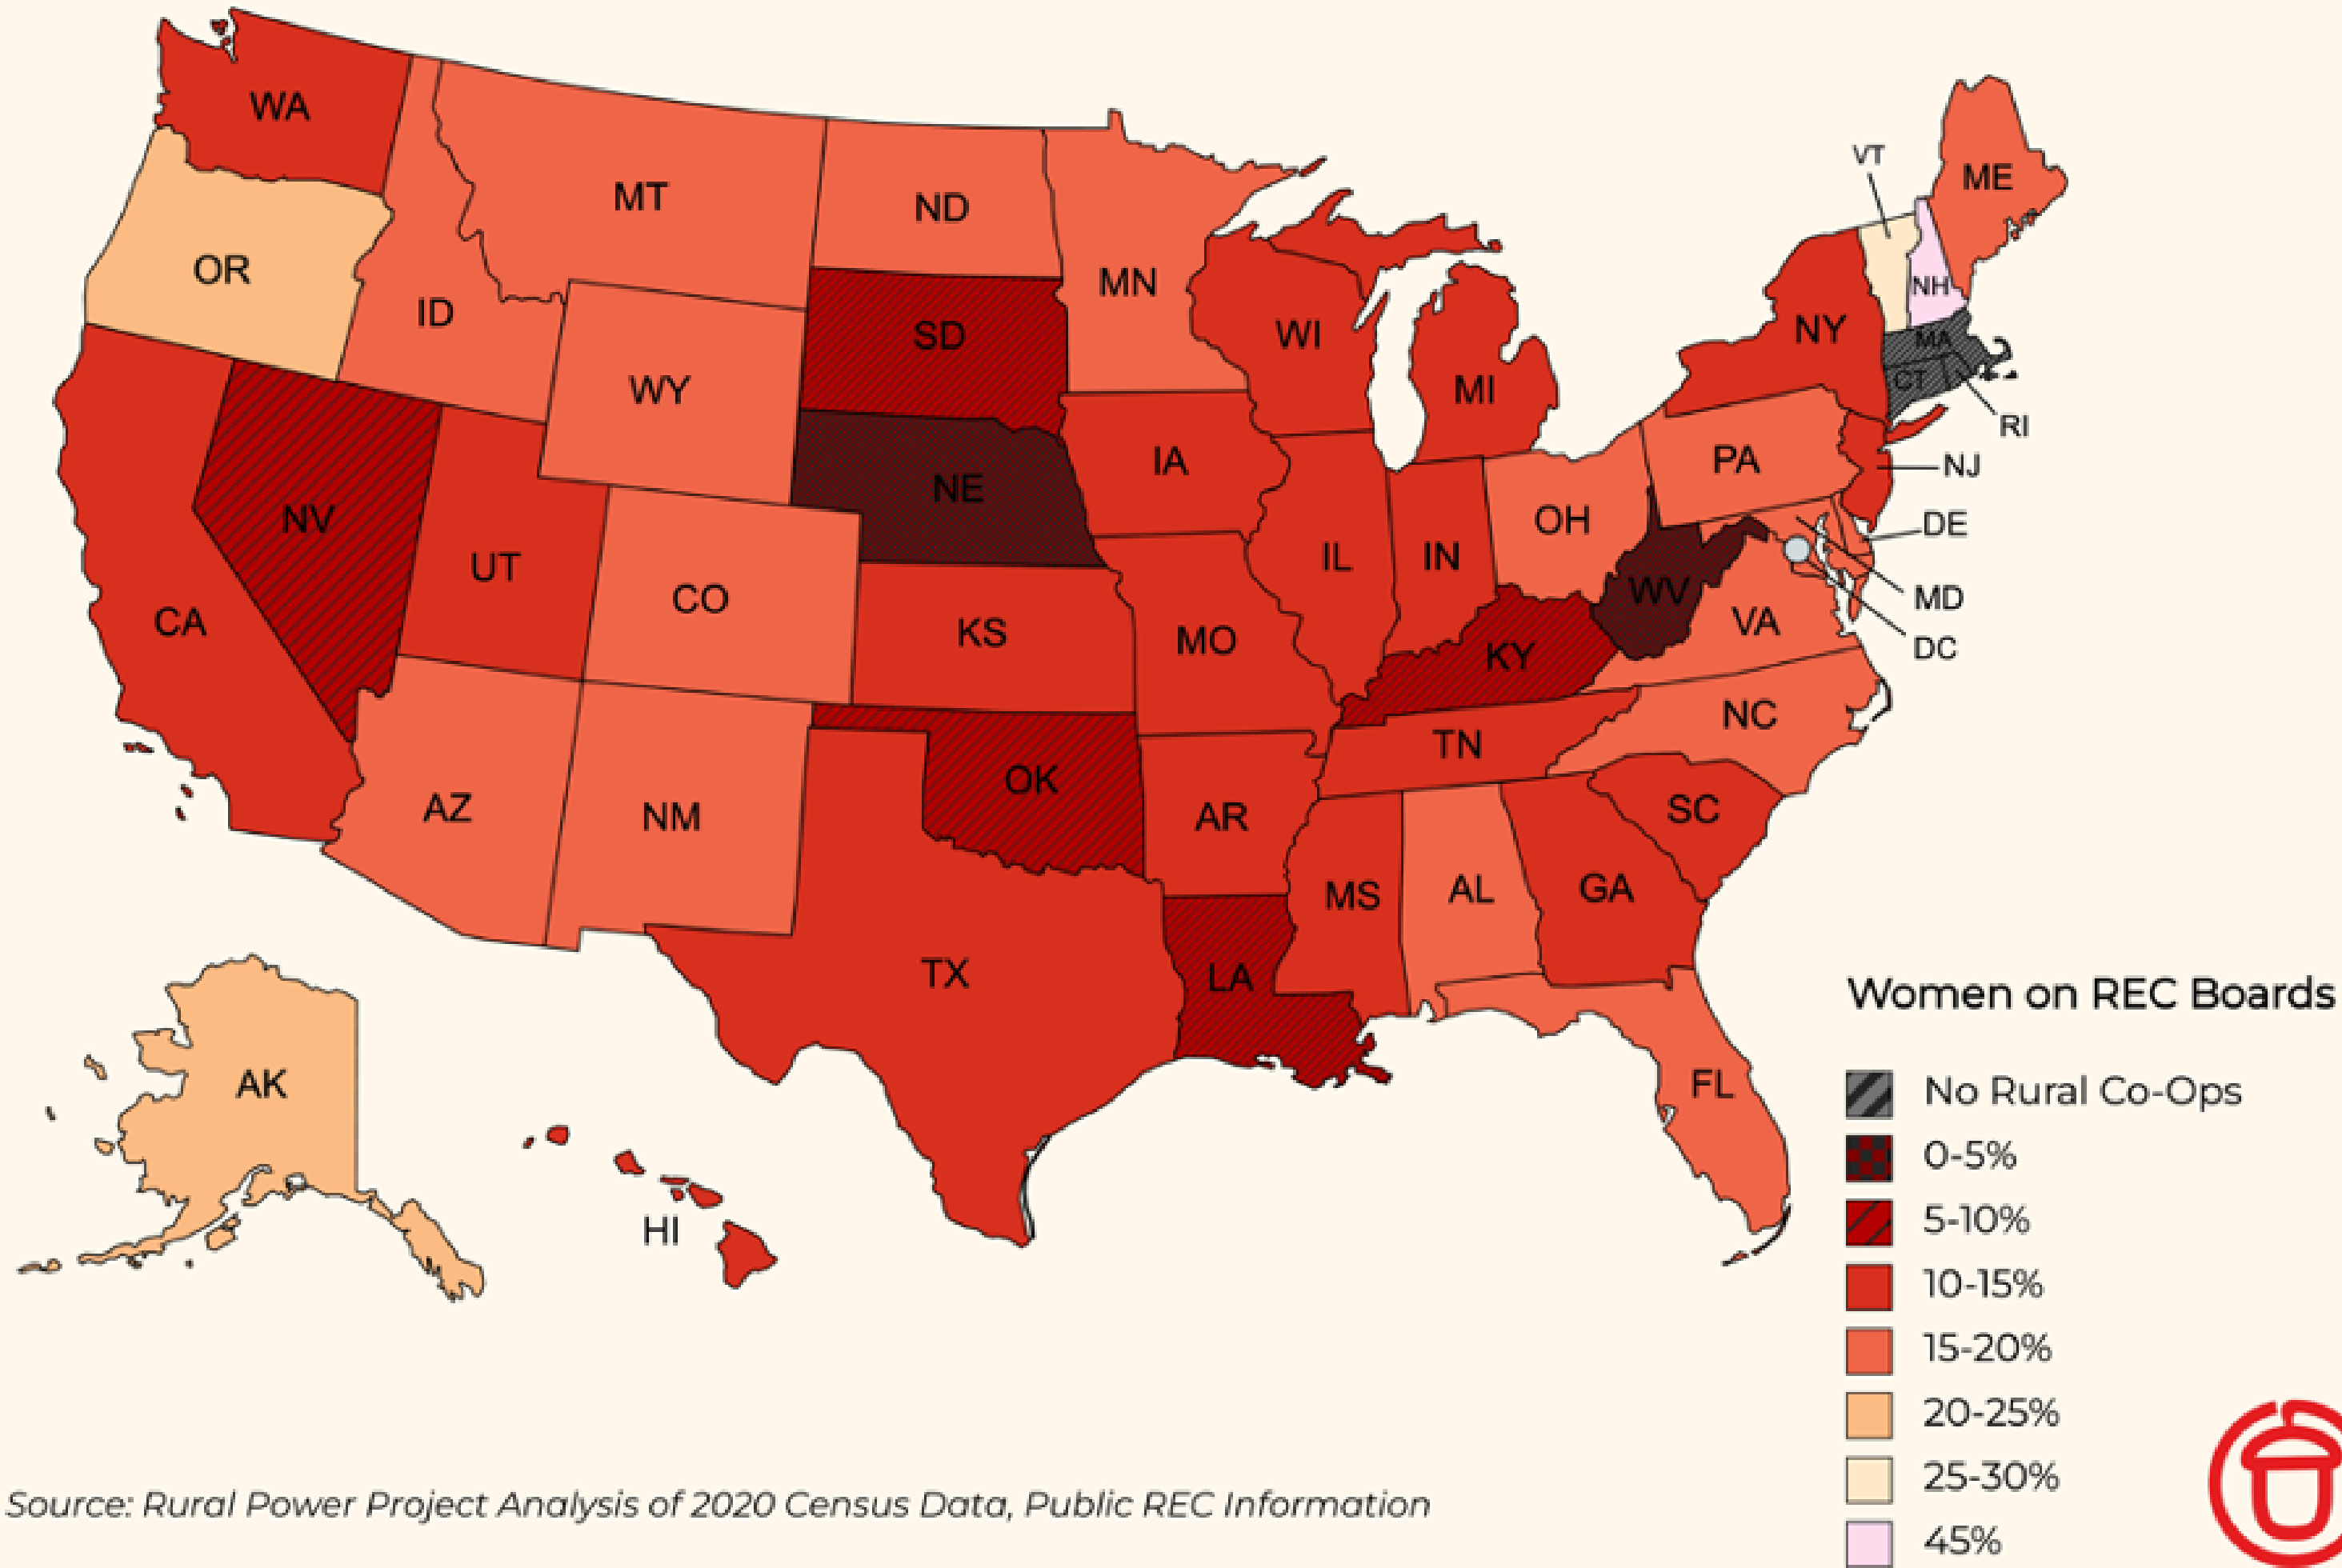 WA
VT
ME
MT
ND
OR
MN
NH
ID
SD
WI
NY
MA
WY
MI
CT
RI
IA
PA
NJ
NE
NV
OH
DE
UT
IL
IN
CO
WV
MD
CA
KS
MO
VA
DC
KY
NC
TN
OK
AZ
NM
AR
SC
MS
AL
GA
TX
LA
Women on REC Boards
AK
FL
No Rural Co-Ops
0-5%
HI
5-10%
10-15%
15-20%
20-25%
25-30%
45%
Source: Rural Power Project Analysis of 2020 Census Data, Public REC Information